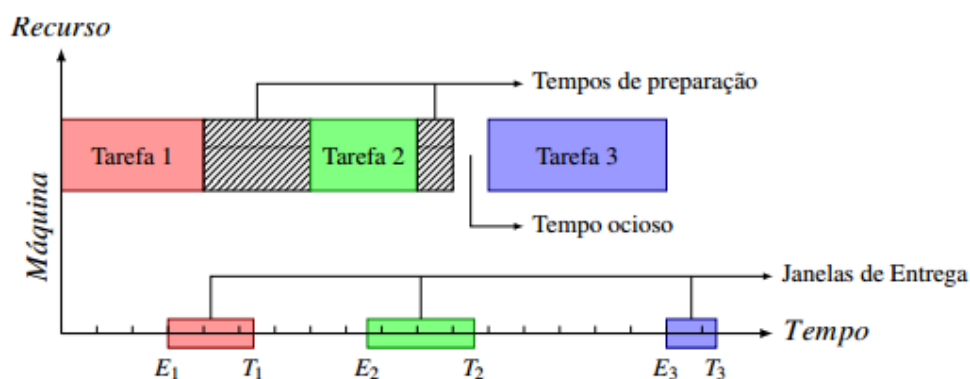 Recurso
Tempos de preparação
Tarefa 1
Tarefa 2
Tarefa 3
Máquina
Tempo ocioso
Janelas de Entrega
Tempo
E1 T1 E2 T2 E3 T3